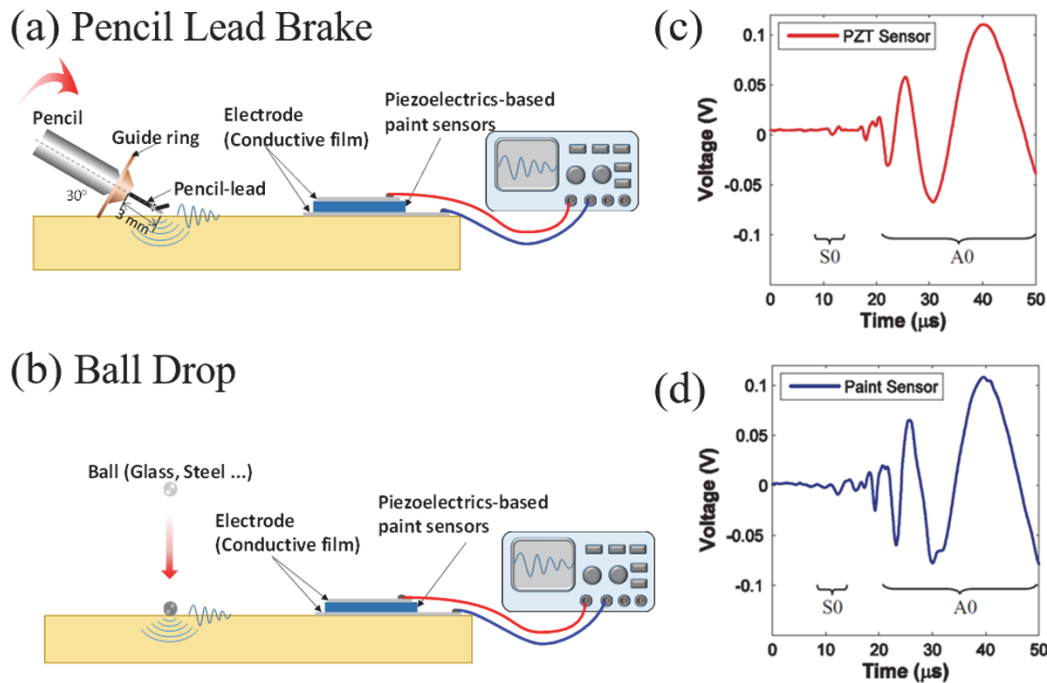 (a) Pencil Lead Brake
Pencil
Guide ring
Pencil-lead
30°
3 mm
Electrode
(Conductive film)
Piezoelectrics-based
paint sensors
(b) Ball Drop
Ball (Glass, Steel ...)
Electrode
(Conductive film)
Piezoelectrics-based
paint sensors
(c)
PZT Sensor
Voltage (V)
0.1
0.05
0
-0.05
-0.1
S0
A0
0 10 20 30 40 50
Time (μs)
(d)
Paint Sensor
Voltage (V)
0.1
0.05
0
-0.05
-0.1
S0
A0
0 10 20 30 40 50
Time (μs)